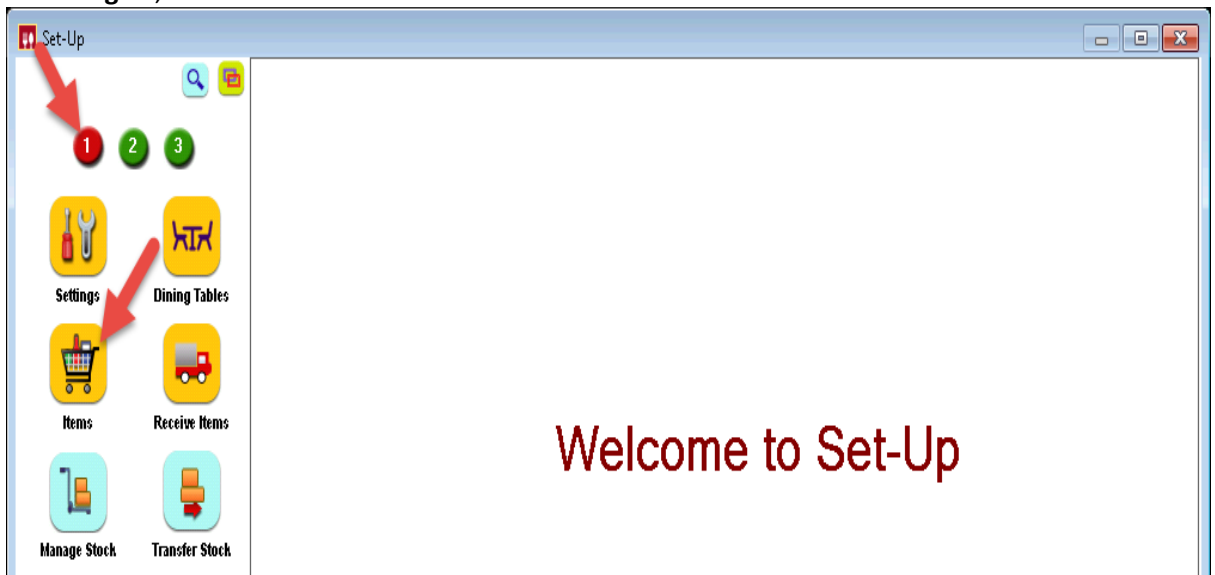 Set-Up
1 2 3
Settings Dining Tables
Items Receive Items
Welcome to Set-Up
Manage Stock Transfer Stock